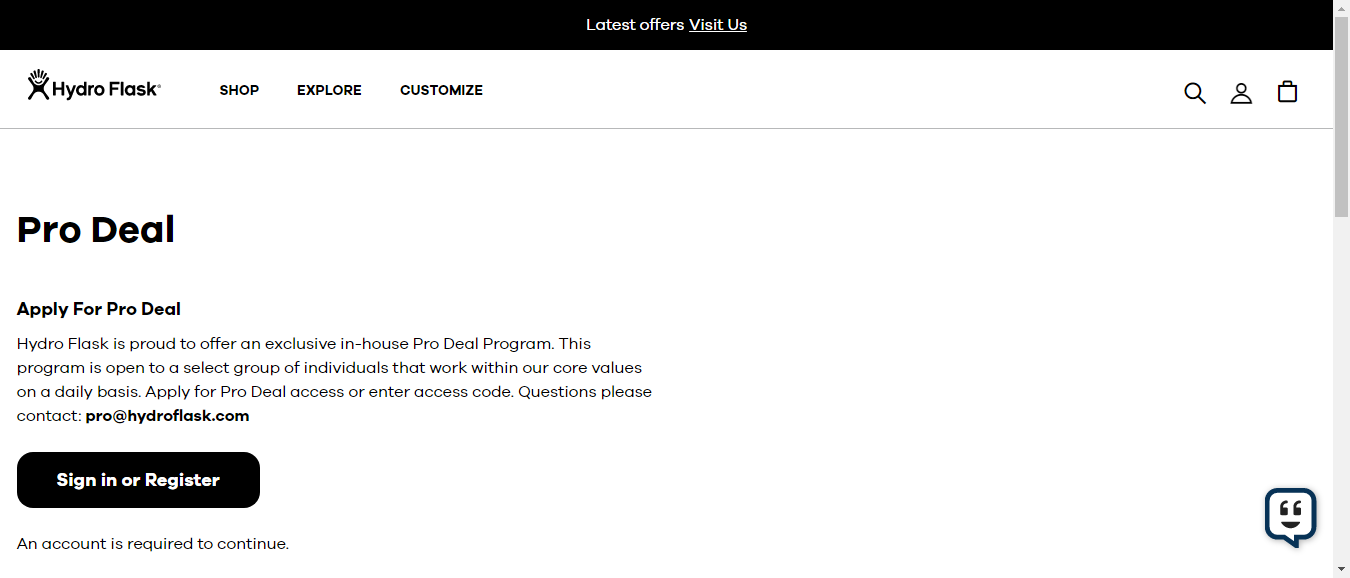 Latest offers Visit Us
Hydro Flask®
SHOP
EXPLORE
CUSTOMIZE
Pro Deal
Apply For Pro Deal
Hydro Flask is proud to offer an exclusive in-house Pro Deal Program. This
program is open to a select group of individuals that work within our core values
on a daily basis. Apply for Pro Deal access or enter access code. Questions please
contact: pro@hydroflask.com
Sign in or Register
An account is required to continue.